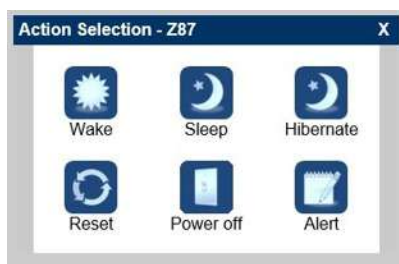 Action Selection - Z87 X
Wake Sleep Hibernate
Reset Power off Alert